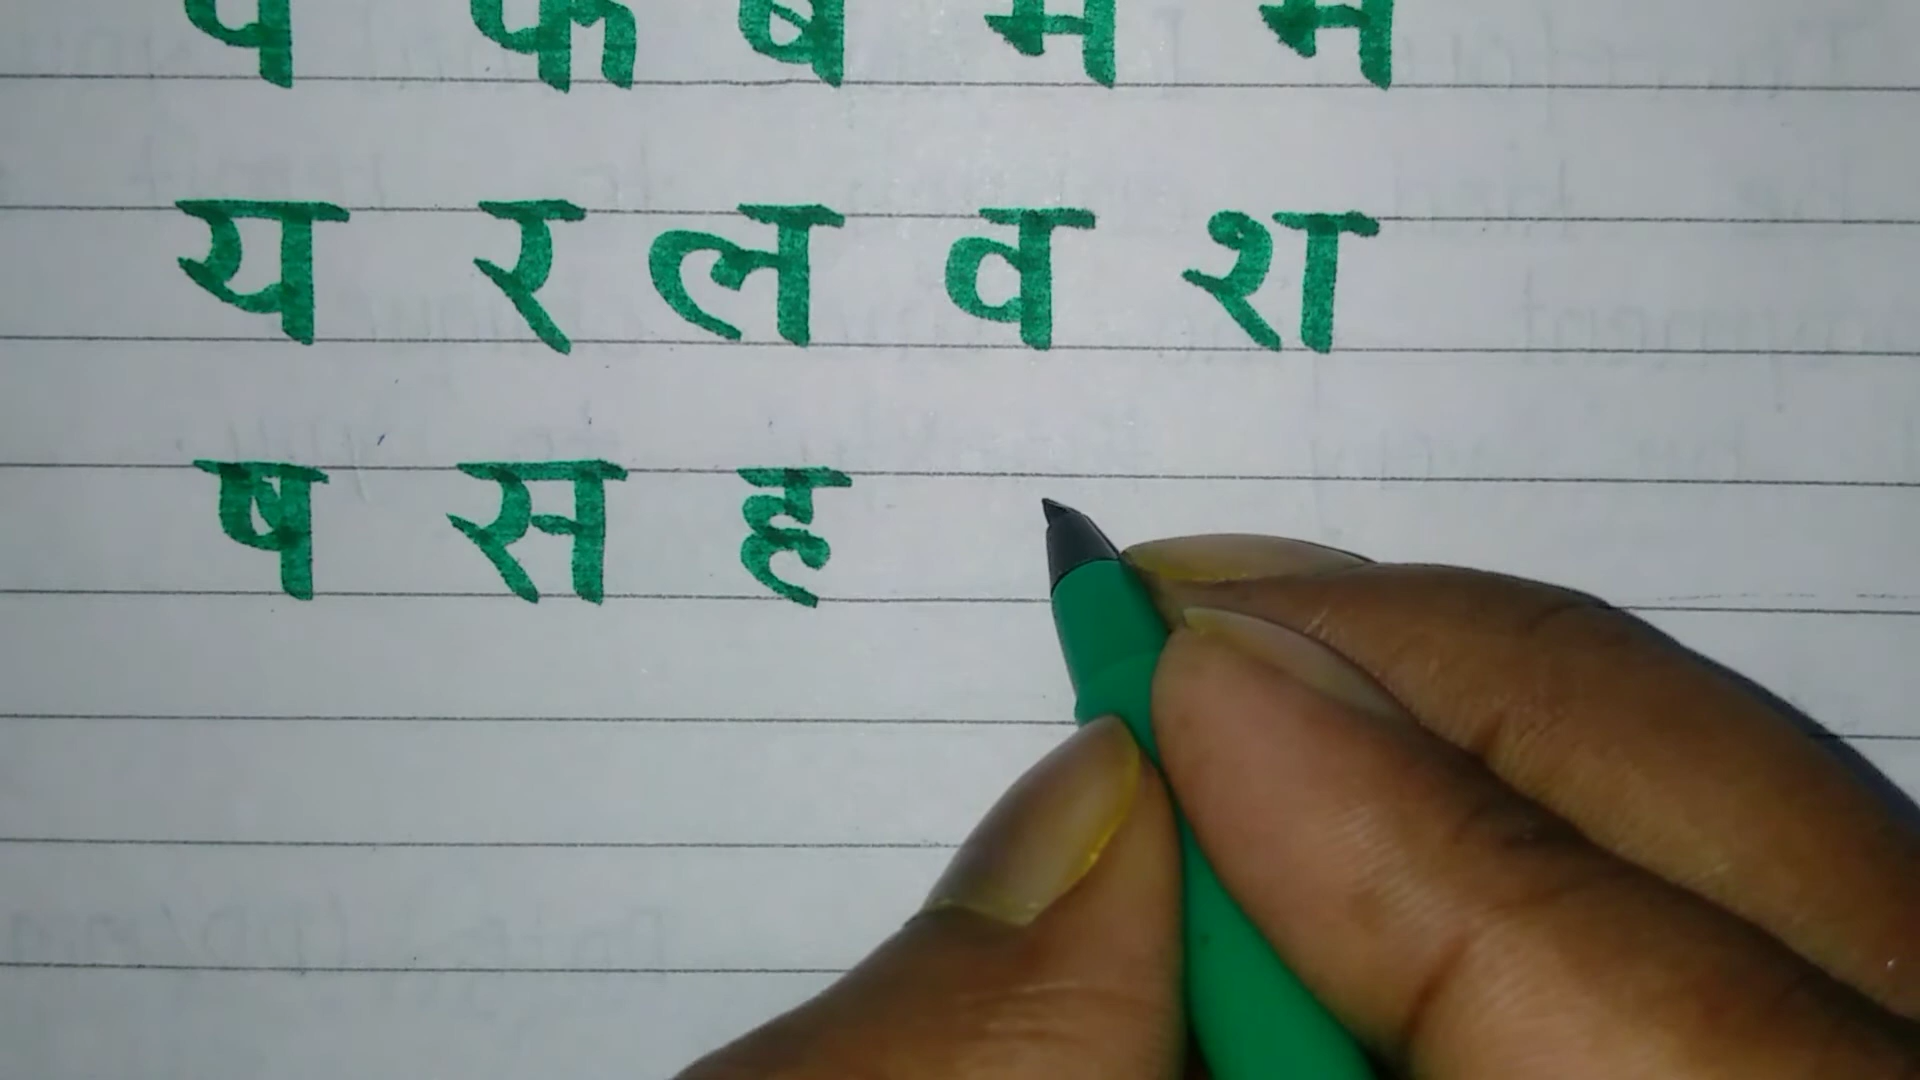 प फ ब भ म
य र ल व श
ष स ह